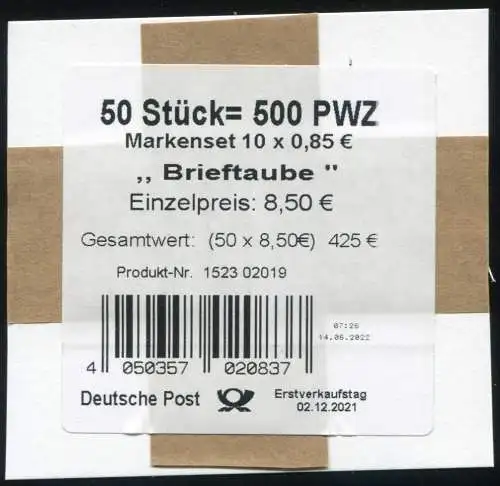 50 Stück= 500 PWZ
Markenset 10 x 0,85 €
,, Brieftaube "
Einzelpreis: 8,50 €
Gesamtwert: (50 x 8,50€) 425 €
Produkt-Nr. 1523 02019
07:26
14.06.2022
4 050357 020837
Deutsche Post
Erstverkaufstag
02.12.2021